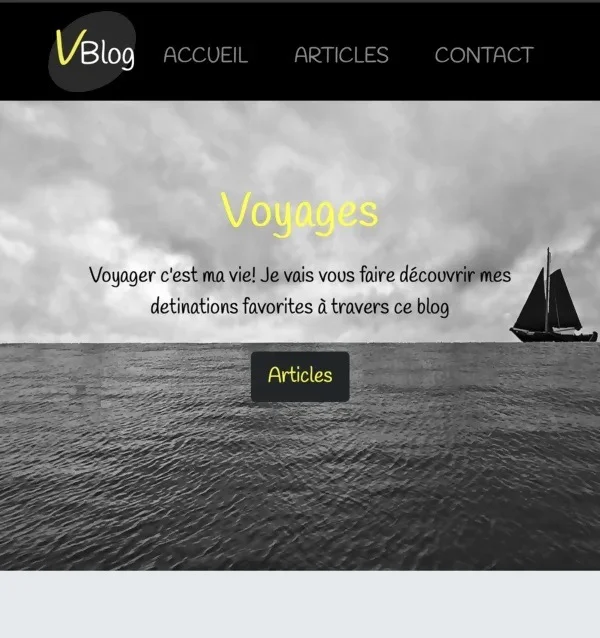 VBlog ACCUEIL ARTICLES CONTACT
Voyages
Voyager c'est ma vie! Je vais vous faire découvrir mes
detinations favorites à travers ce blog
Articles